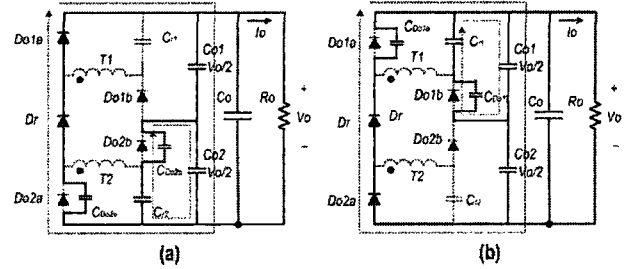 Do1a
Cr1
Io
T1
Co1
Vo/2
Do1b
Co
Ro
+
Vo
−
Dr
Do2b
CDo2b
T2
Co2
Vo/2
Do2a
CDo2a
Cr2
(a)
Do1a
CDo1a
Cr1
Io
T1
Co1
Vo/2
Do1b
Co
Ro
+
Vo
−
Dr
Do2b
T2
Co2
Vo/2
Do2a
Cr2
(b)